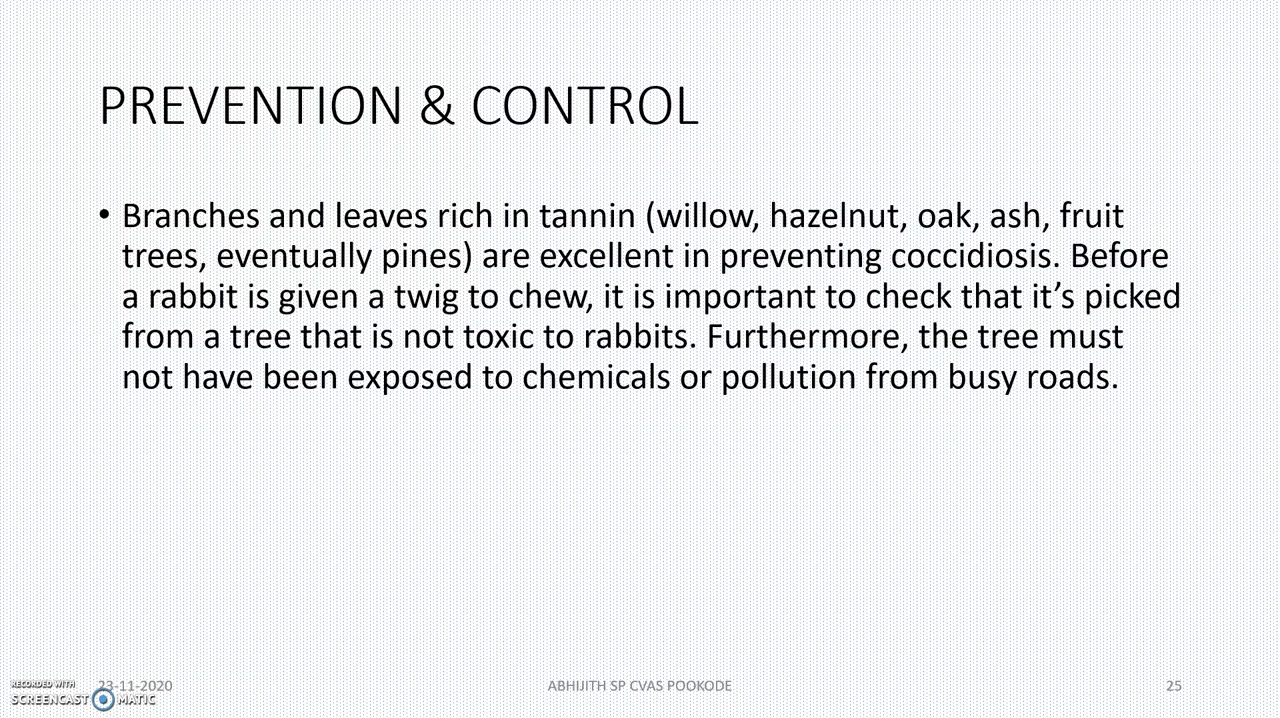 PREVENTION & CONTROL
• Branches and leaves rich in tannin (willow, hazelnut, oak, ash, fruit
trees, eventually pines) are excellent in preventing coccidiosis. Before
a rabbit is given a twig to chew, it is important to check that it’s picked
from a tree that is not toxic to rabbits. Furthermore, the tree must
not have been exposed to chemicals or pollution from busy roads.
RECORDED WITH
SCREENCAST MATIC
23-11-2020
ABHIJITH SP CVAS POOKODE
25